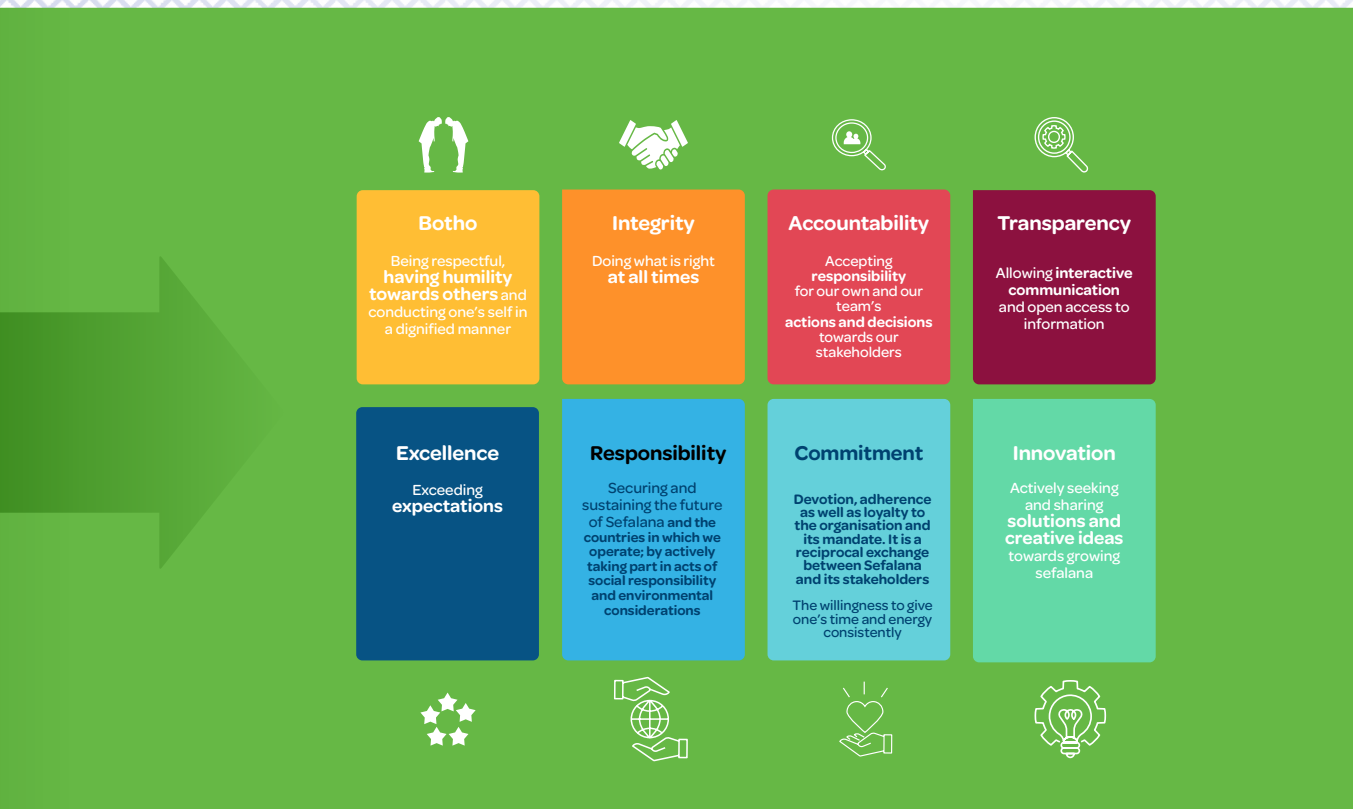 Botho
Being respectful,
having humility
towards others and
conducting one's self in
a dignified manner
Integrity
Doing what is right
at all times
Accountability
Accepting
responsibility
for our own and our
team's
actions and decisions
towards our
stakeholders
Transparency
Allowing interactive
communication
and open access to
information
Excellence
Exceeding
expectations
Responsibility
Securing and
sustaining the future
of Sefalana and the
countries in which we
operate; by actively
taking part in acts of
social responsibility
and environmental
considerations
Commitment
Devotion, adherence
as well as loyalty to
the organisation and
its mandate. It is a
reciprocal exchange
between Sefalana
and its stakeholders
The willingness to give
one's time and energy
consistently
Innovation
Actively seeking
and sharing
solutions and
creative ideas
towards growing
sefalana